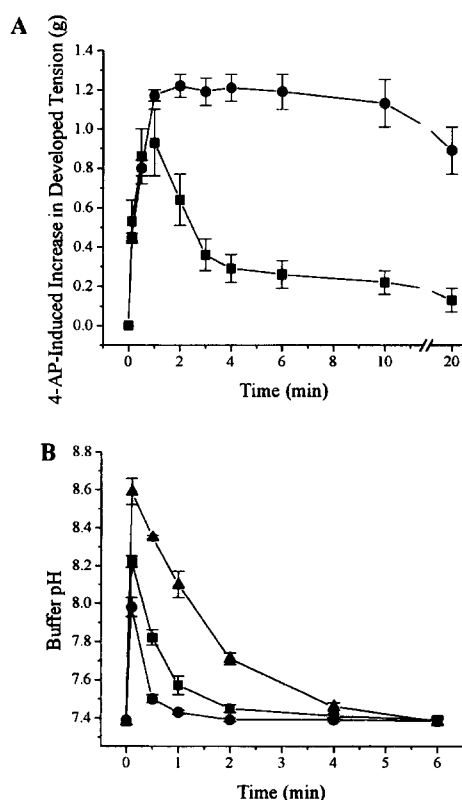 A
4-AP-Induced Increase in Developed Tension (g)
1.4
1.2
1.0
0.8
0.6
0.4
0.2
0.0
0 2 4 6 8 10 20
Time (min)
B
Buffer pH
8.8
8.6
8.4
8.2
8.0
7.8
7.6
7.4
0 1 2 3 4 5 6
Time (min)